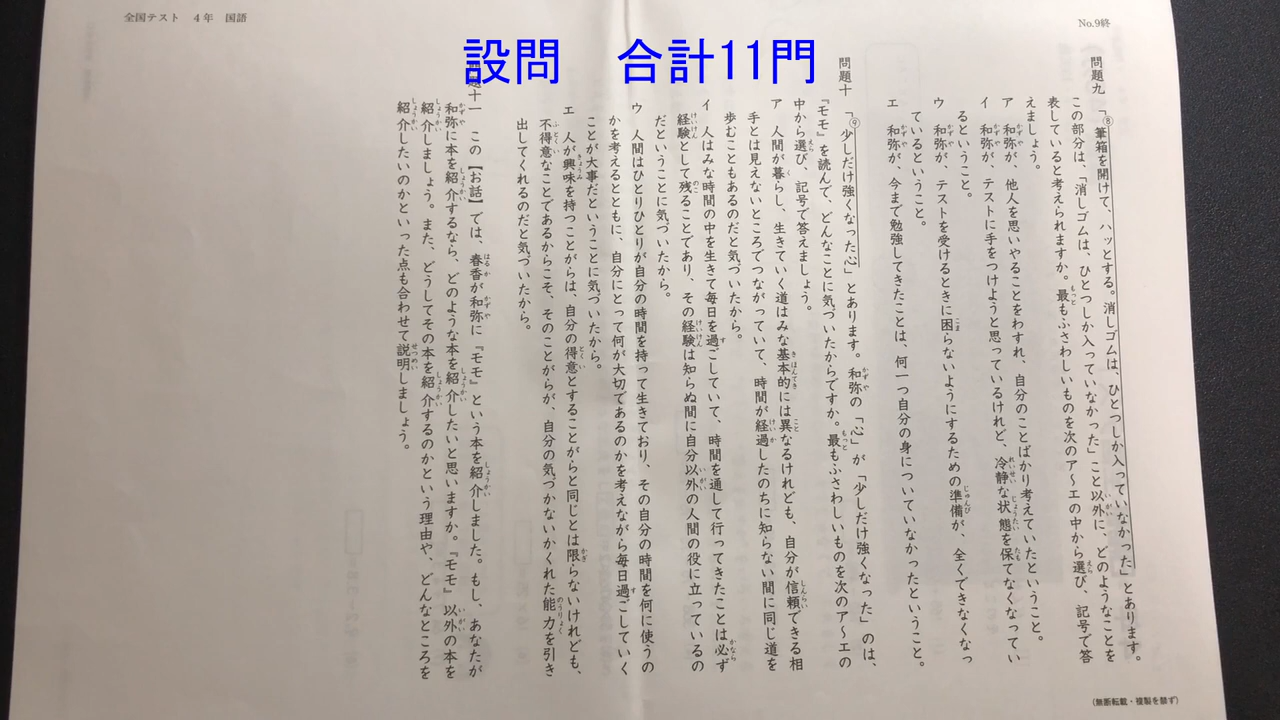 全国テスト 4年 国語
No.9終
設問 合計11門
問題九 「⑧筆箱を開けて、ハッとする。消しゴムは、ひとつしか入っていなかった」とあります。
この部分は、「消しゴムは、ひとつしか入っていなかった」こと以外に、どのようなことを
表していると考えられますか。最もふさわしいものを次のア〜エの中から選び、記号で答
えましょう。
ア 和弥が、他人を思いやることをわすれ、自分のことばかり考えていたということ。
イ 和弥が、テストに手をつけようと思っているけれど、冷静な状態を保てなくなってい
るということ。
ウ 和弥が、テストを受けるときに困らないようにするための準備が、全くできなくなっ
ているということ。
エ 和弥が、今まで勉強してきたことは、何一つ自分の身についていなかったということ。
問題十 「⑨少しだけ強くなった心」とあります。和弥の「心」が「少しだけ強くなった」のは、
『モモ』を読んで、どんなことに気づいたからですか。最もふさわしいものを次のア〜エの
中から選び、記号で答えましょう。
ア 人間が暮らし、生きていく道はみな基本的には異なるけれども、自分が信頼できる相
手とは見えないところでつながっていて、時間が経過したのちに知らない間に同じ道を
歩むこともあるのだと気づいたから。
イ 人はみな時間の中を生きて毎日を過ごしていて、時間を通して行ってきたことは必ず
経験として残ることであり、その経験は知らぬ間に自分以外の人間の役に立っているの
だということに気づいたから。
ウ 人間はひとりひとりが自分の時間を持って生きており、その自分の時間を何に使うの
かを考えるとともに、自分にとって何が大切であるのかを考えながら毎日過ごしていく
ことが大事だということに気づいたから。
エ 人が興味を持つことがらは、自分の得意とすることがらと同じとは限らないけれども、
不得意なことであるからこそ、そのことがらが、自分の気づかないかくれた能力を引き
出してくれるのだと気づいたから。
問題十一 この【お話】では、春香が和弥に『モモ』という本を紹介しました。もし、あなたが
和弥に本を紹介するなら、どのような本を紹介したいと思いますか。『モモ』以外の本を
紹介しましょう。また、どうしてその本を紹介するのかという理由や、どんなところを
紹介したいのかといった点も合わせて説明しましょう。
(無断転載・複製を禁ず)